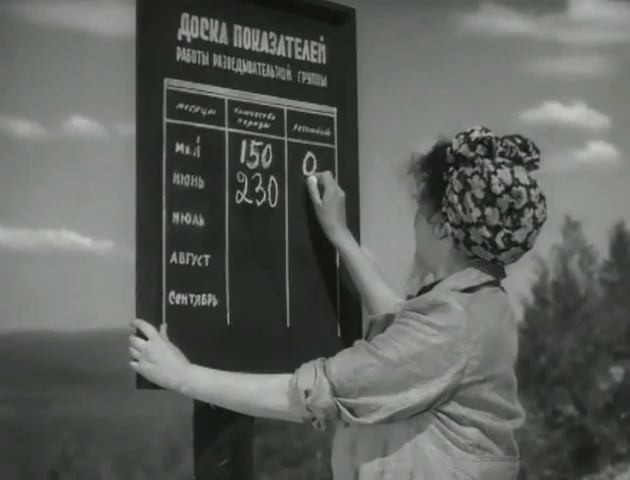 ДОСКА ПОКАЗАТЕЛЕЙ
РАБОТЫ РАЗВЕДЫВАТЕЛЬНОЙ ГРУППЫ
МЕСЯЦЫ
МАЙ 150 0
ИЮНЬ 230
ИЮЛЬ
АВГУСТ
СЕНТЯБРЬ